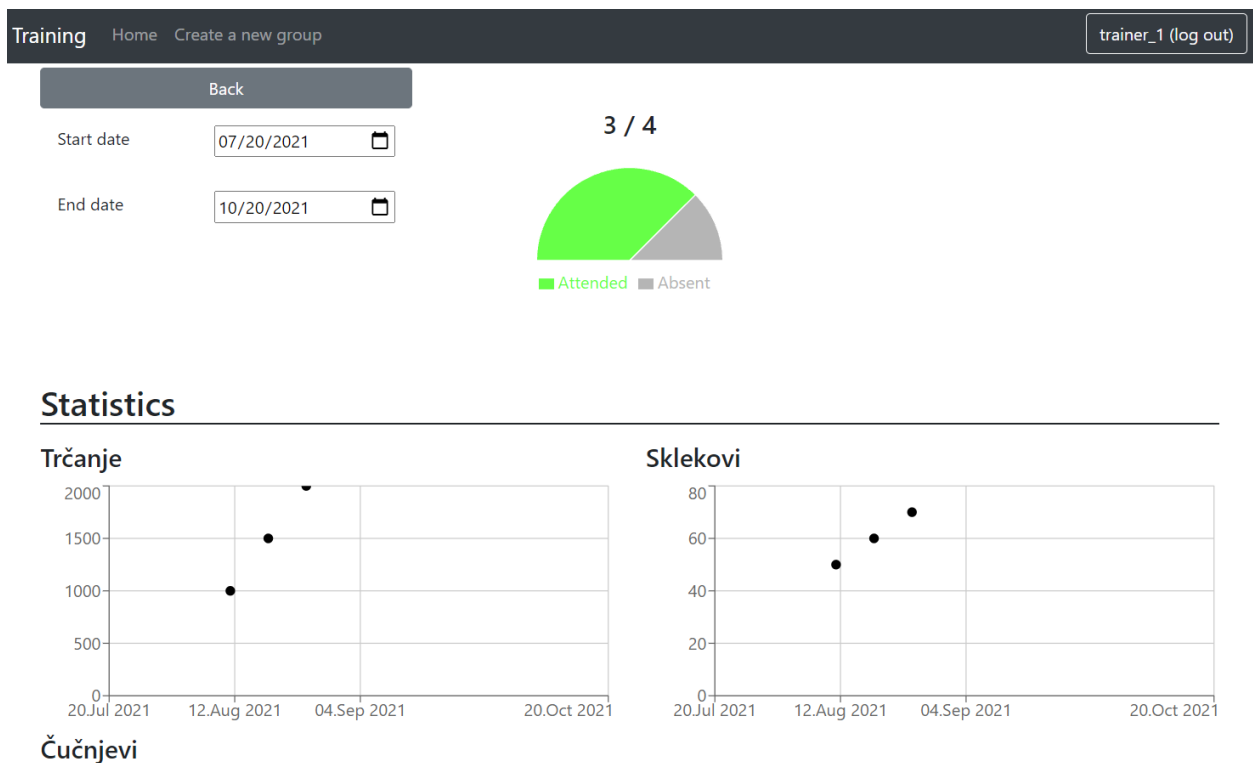 Training Home Create a new group trainer_1 (log out)
Back
Start date 07/20/2021
End date 10/20/2021
3 / 4
Attended Absent
Statistics
Trčanje
2000
1500
1000
500
0
20.Jul 2021 12.Aug 2021 04.Sep 2021 20.Oct 2021
Sklekovi
80
60
40
20
0
20.Jul 2021 12.Aug 2021 04.Sep 2021 20.Oct 2021
Čučnjevi